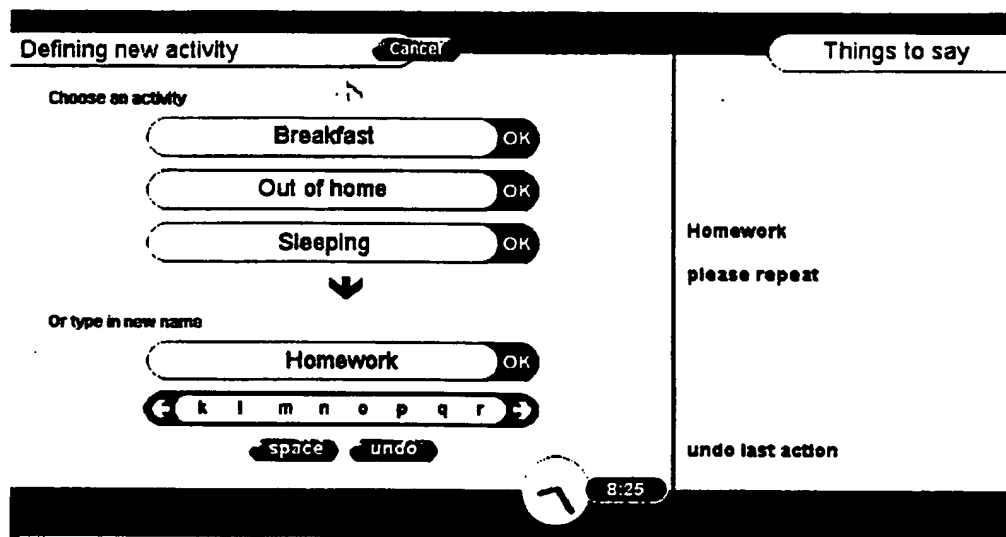 Defining new activity
Cancel
Things to say
Choose an activity
Breakfast OK
Out of home OK
Sleeping OK
Homework
please repeat
Or type in new name
Homework OK
k l m n o p q r
space undo
undo last action
8:25